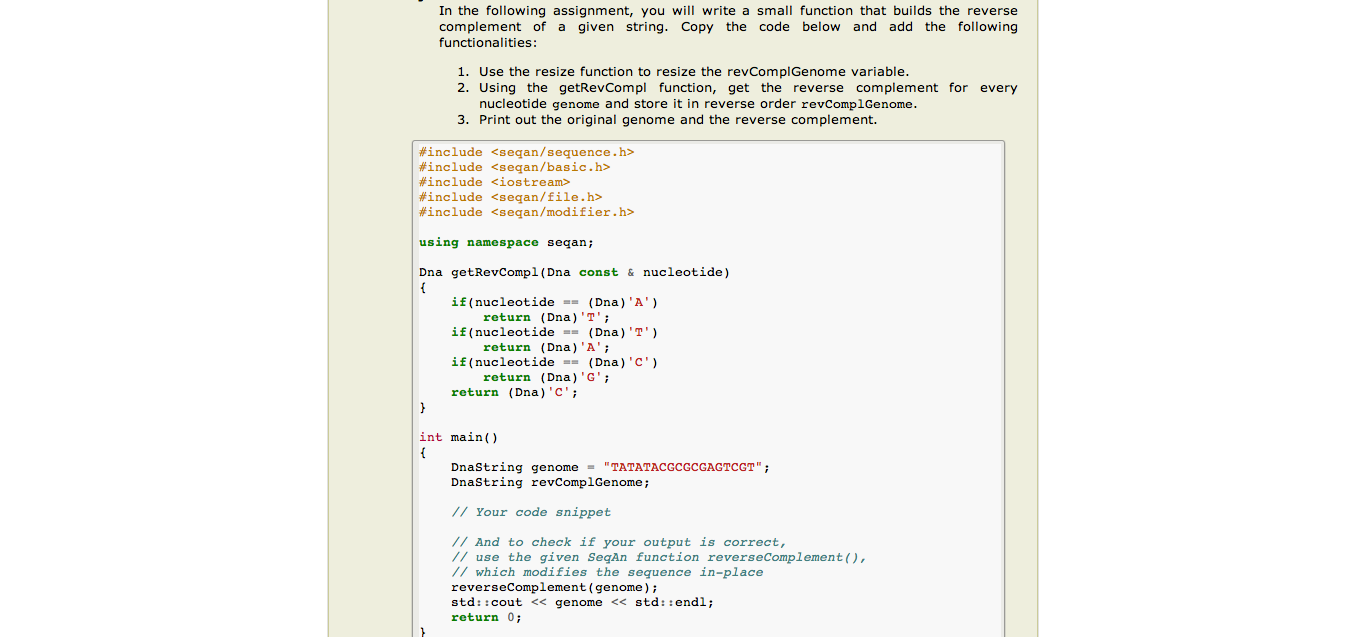 In the following assignment, you will write a small function that builds the reverse
complement of a given string. Copy the code below and add the following
functionalities:
1. Use the resize function to resize the revComplGenome variable.
2. Using the getRevCompl function, get the reverse complement for every
nucleotide genome and store it in reverse order revComplGenome.
3. Print out the original genome and the reverse complement.
#include <seqan/sequence.h>
#include <seqan/basic.h>
#include <iostream>
#include <seqan/file.h>
#include <seqan/modifier.h>
using namespace seqan;
Dna getRevCompl(Dna const & nucleotide)
{
    if(nucleotide == (Dna)'A')
        return (Dna)'T';
    if(nucleotide == (Dna)'T')
        return (Dna)'A';
    if(nucleotide == (Dna)'C')
        return (Dna)'G';
    return (Dna)'C';
}
int main()
{
    DnaString genome = "TATATACGCGCGAGTCGT";
    DnaString revComplGenome;
    // Your code snippet
    // And to check if your output is correct,
    // use the given SeqAn function reverseComplement(),
    // which modifies the sequence in-place
    reverseComplement(genome);
    std::cout << genome << std::endl;
    return 0;
}